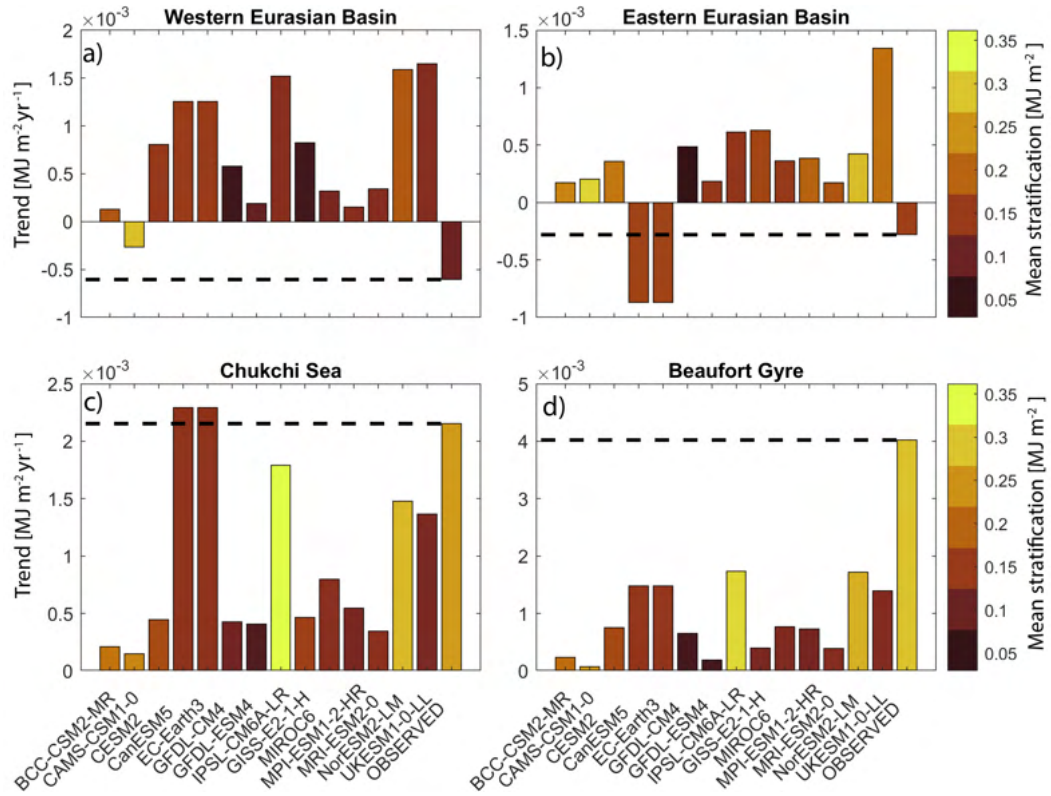 Western Eurasian Basin
Eastern Eurasian Basin
×10⁻³
×10⁻³
a)
b)
2
1.5
1
0.5
0
-0.5
-1
Trend [MJ m⁻² yr⁻¹]
1.5
1
0.5
0
-0.5
-1
0.35
0.3
0.25
0.2
0.15
0.1
0.05
Mean stratification [MJ m⁻²]
Chukchi Sea
Beaufort Gyre
×10⁻³
×10⁻³
c)
d)
2.5
2
1.5
1
0.5
0
Trend [MJ m⁻² yr⁻¹]
5
4
3
2
1
0
0.35
0.3
0.25
0.2
0.15
0.1
0.05
Mean stratification [MJ m⁻²]
BCC-CSM2-MR
CAMS-CSM1-0
CESM2
CanESM5
EC-Earth3
GFDL-CM4
GFDL-ESM4
IPSL-CM6A-LR
GISS-E2-1-H
MIROC6
MPI-ESM1-2-HR
MRI-ESM2-0
NorESM2-LM
UKESM1-0-LL
OBSERVED
BCC-CSM2-MR
CAMS-CSM1-0
CESM2
CanESM5
EC-Earth3
GFDL-CM4
GFDL-ESM4
IPSL-CM6A-LR
GISS-E2-1-H
MIROC6
MPI-ESM1-2-HR
MRI-ESM2-0
NorESM2-LM
UKESM1-0-LL
OBSERVED